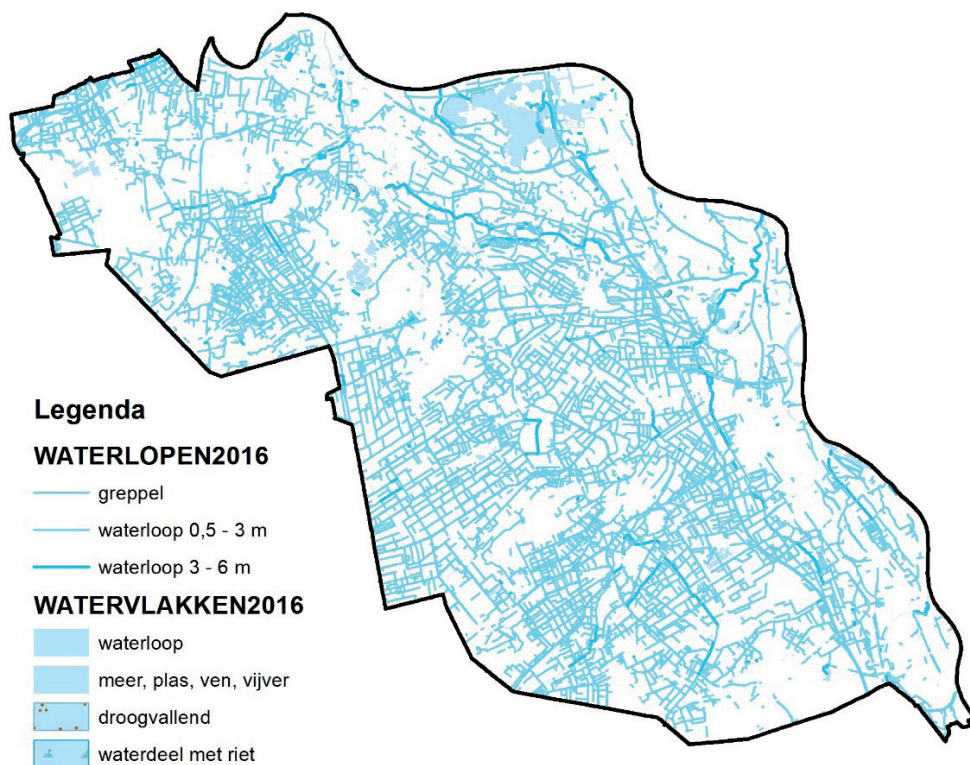 Legenda
WATERLOPEN2016
greppel
waterloop 0,5 - 3 m
waterloop 3 - 6 m
WATERVLAKKEN2016
waterloop
meer, plas, ven, vijver
droogvallend
waterdeel met riet